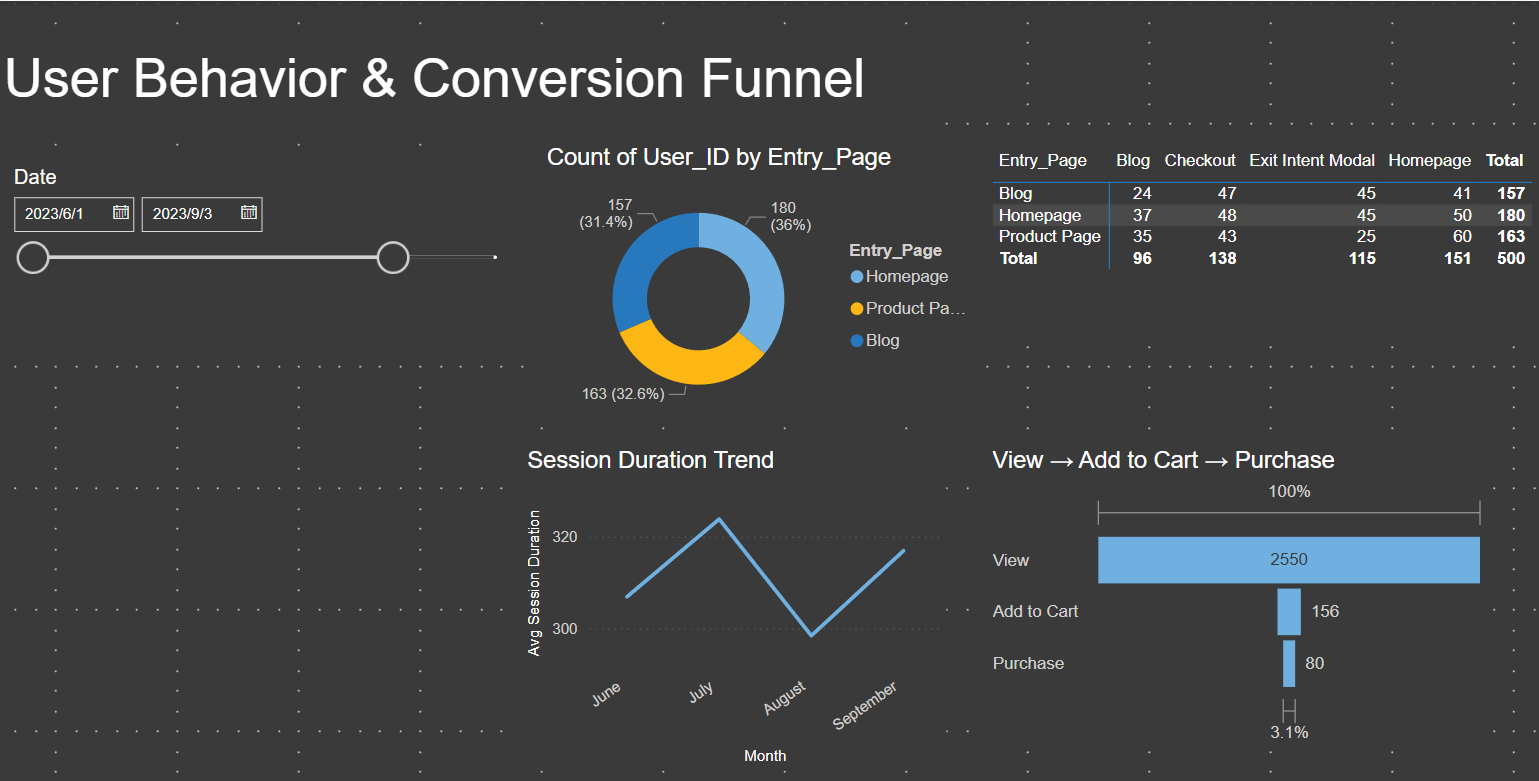 User Behavior & Conversion Funnel
Date
2023/6/1 2023/9/3
Count of User_ID by Entry_Page
157
(31.4%)
180
(36%)
163 (32.6%)
Entry_Page
Homepage
Product Pa...
Blog
Entry_Page Blog Checkout Exit Intent Modal Homepage Total
Blog 24 47 45 41 157
Homepage 37 48 45 50 180
Product Page 35 43 25 60 163
Total 96 138 115 151 500
Session Duration Trend
Avg Session Duration
320
300
June July August September
Month
View → Add to Cart → Purchase
100%
View 2550
Add to Cart 156
Purchase 80
3.1%